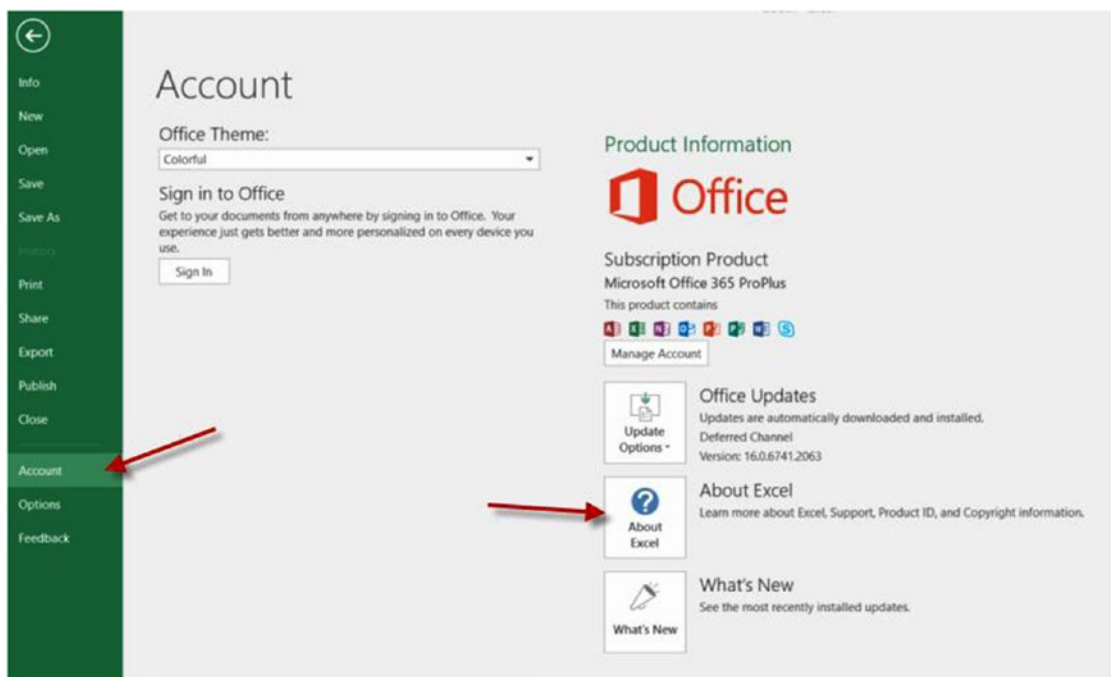 Info
New
Open
Save
Save As
History
Print
Share
Export
Publish
Close
Account
Options
Feedback
Account
Office Theme:
Colorful
Sign in to Office
Get to your documents from anywhere by signing in to Office. Your
experience just gets better and more personalized on every device you
use.
Sign In
Product Information
Office
Subscription Product
Microsoft Office 365 ProPlus
This product contains
Manage Account
Update
Options
Office Updates
Updates are automatically downloaded and installed.
Deferred Channel
Version: 16.0.6741.2063
About
Excel
About Excel
Learn more about Excel, Support, Product ID, and Copyright information.
What's New
What's New
See the most recently installed updates.